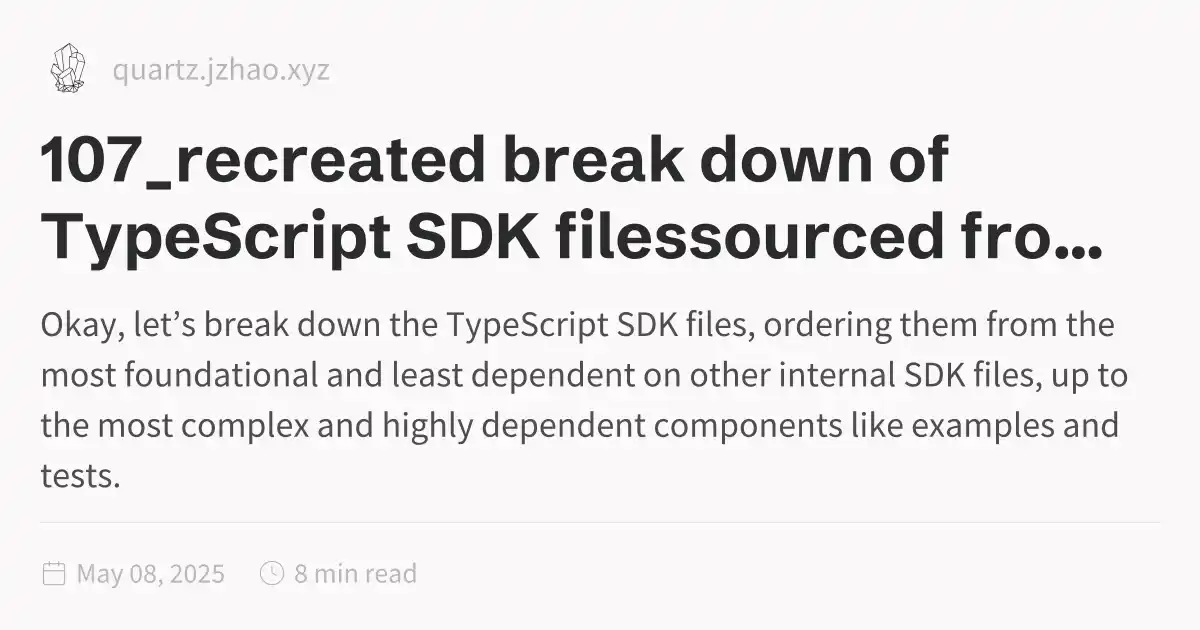 quartz.jzhao.xyz
107_recreated break down of
TypeScript SDK filessourced fro...
Okay, let’s break down the TypeScript SDK files, ordering them from the
most foundational and least dependent on other internal SDK files, up to
the most complex and highly dependent components like examples and
tests.
May 08, 2025 8 min read